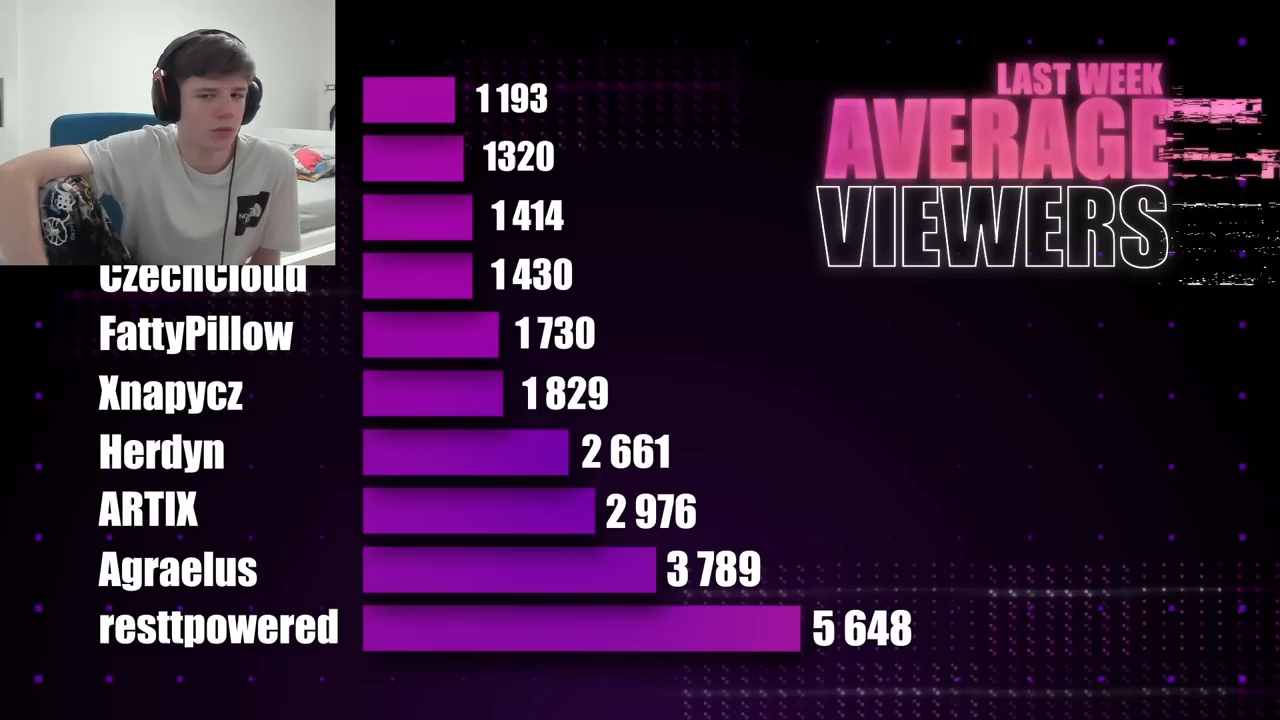 LAST WEEK
AVERAGE
VIEWERS
1 193
1320
1 414
CzechCloud 1 430
FattyPillow 1 730
Xnapycz 1 829
Herdyn 2 661
ARTIX 2 976
Agraelus 3 789
resttpowered 5 648